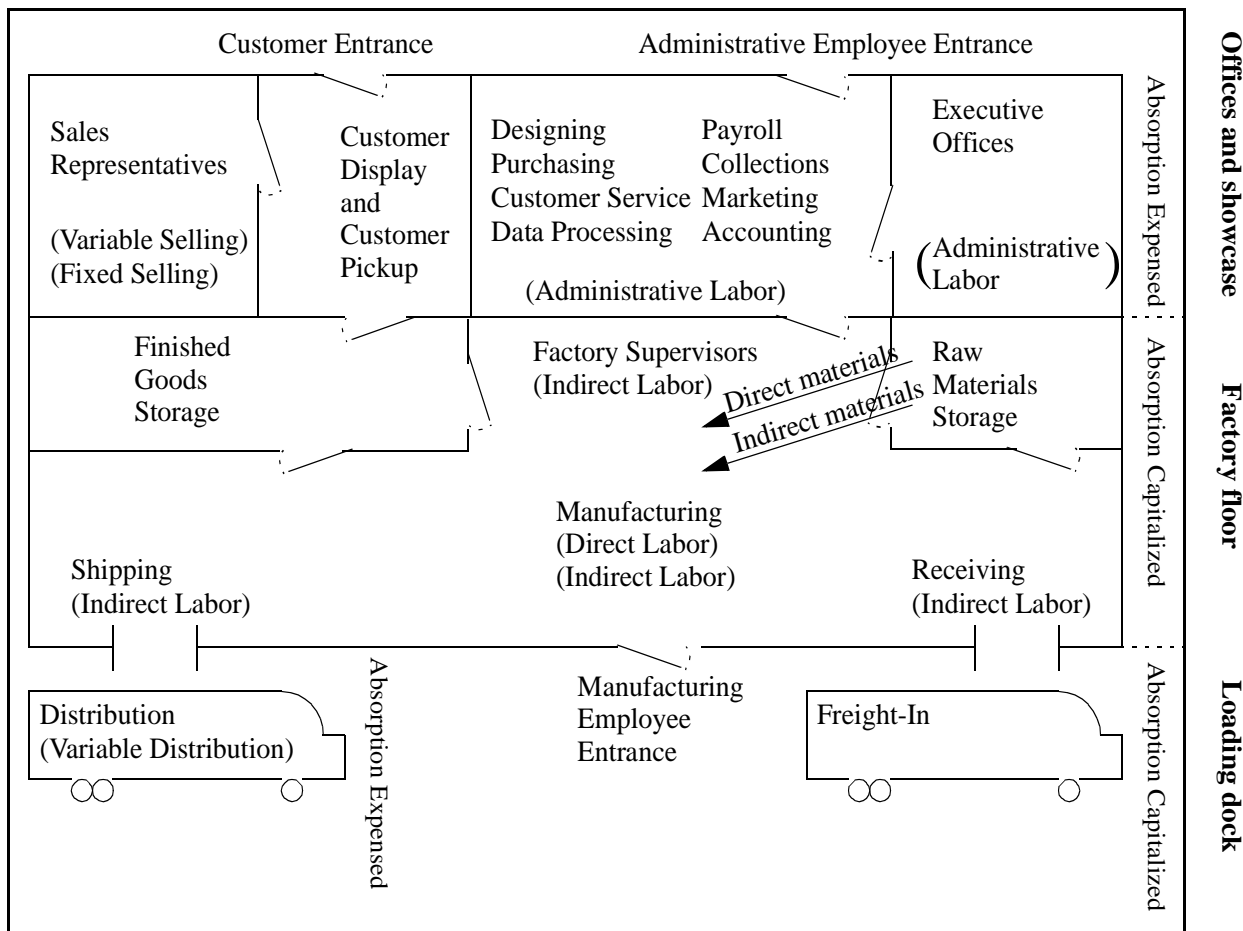 Customer Entrance
Administrative Employee Entrance
Offices and showcase
Absorption Expensed
Sales
Representatives
(Variable Selling)
(Fixed Selling)
Customer
Display
and
Customer
Pickup
Designing
Purchasing
Customer Service
Data Processing
Payroll
Collections
Marketing
Accounting
(Administrative Labor)
Executive
Offices
(Administrative
Labor)
Factory floor
Absorption Capitalized
Finished
Goods
Storage
Factory Supervisors
(Indirect Labor)
Direct materials
Indirect materials
Raw
Materials
Storage
Manufacturing
(Direct Labor)
(Indirect Labor)
Shipping
(Indirect Labor)
Receiving
(Indirect Labor)
Loading dock
Absorption Capitalized
Distribution
(Variable Distribution)
Absorption Expensed
Manufacturing
Employee
Entrance
Freight-In